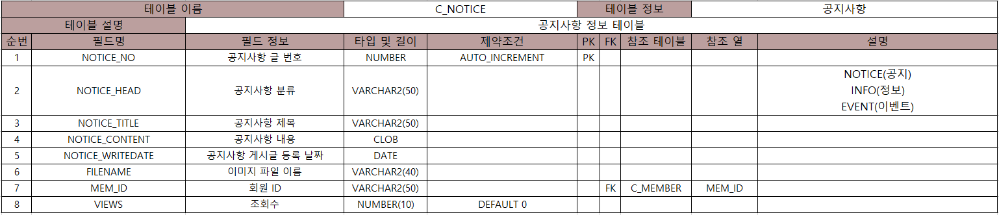 테이블 이름 C_NOTICE 테이블 정보 공지사항
테이블 설명 공지사항 정보 테이블
순번 필드명 필드 정보 타입 및 길이 제약조건 PK FK 참조 테이블 참조 열 설명
1 NOTICE_NO 공지사항 글 번호 NUMBER AUTO_INCREMENT PK
2 NOTICE_HEAD 공지사항 분류 VARCHAR2(50) NOTICE(공지)
INFO(정보)
EVENT(이벤트)
3 NOTICE_TITLE 공지사항 제목 VARCHAR2(50)
4 NOTICE_CONTENT 공지사항 내용 CLOB
5 NOTICE_WRITEDATE 공지사항 게시글 등록 날짜 DATE
6 FILENAME 이미지 파일 이름 VARCHAR2(40)
7 MEM_ID 회원 ID VARCHAR2(50) FK C_MEMBER MEM_ID
8 VIEWS 조회수 NUMBER(10) DEFAULT 0